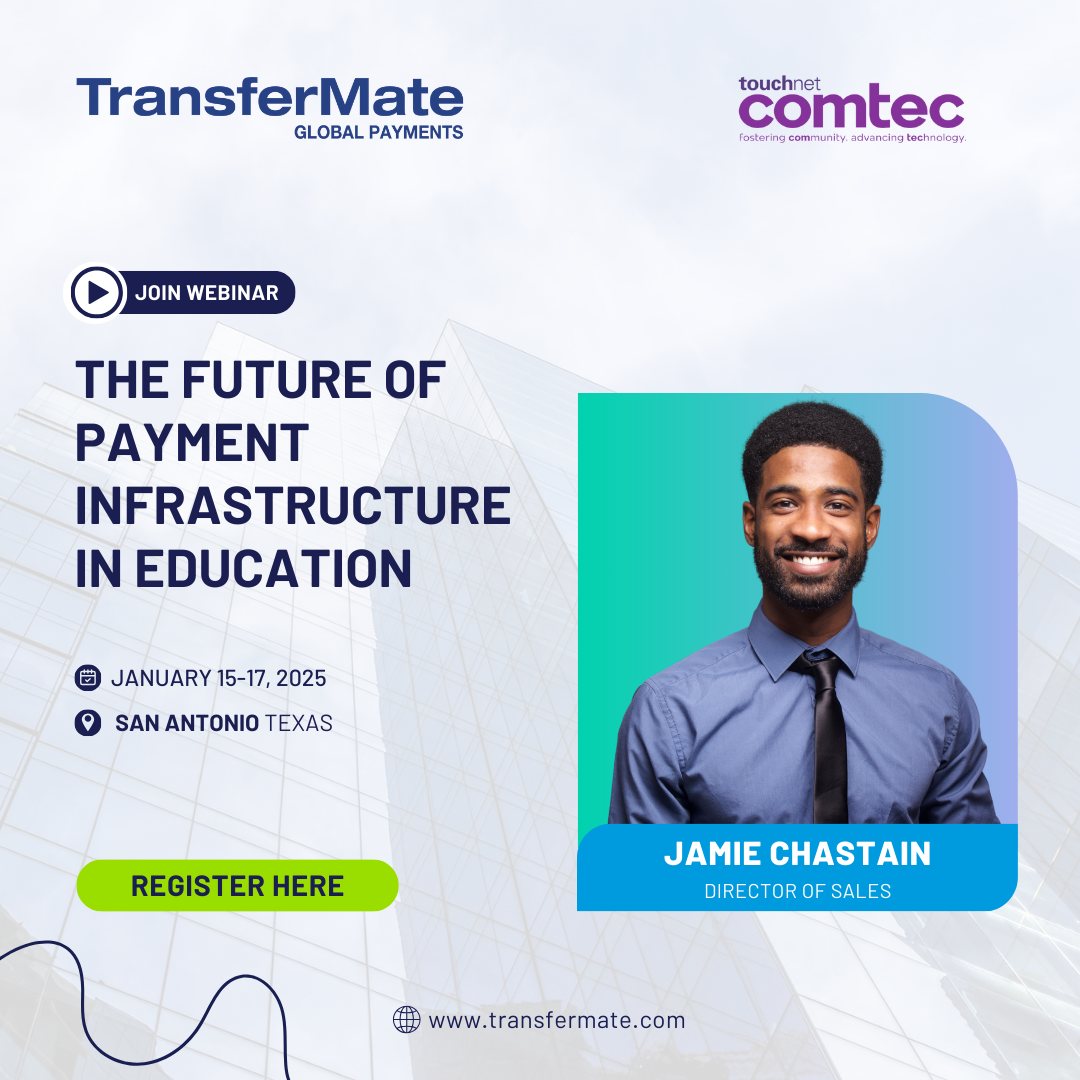 TransferMate
GLOBAL PAYMENTS
touchnet
comtec
fostering community. advancing technology.
JOIN WEBINAR
THE FUTURE OF
PAYMENT
INFRASTRUCTURE
IN EDUCATION
JANUARY 15-17, 2025
SAN ANTONIO TEXAS
JAMIE CHASTAIN
DIRECTOR OF SALES
REGISTER HERE
www.transfermate.com